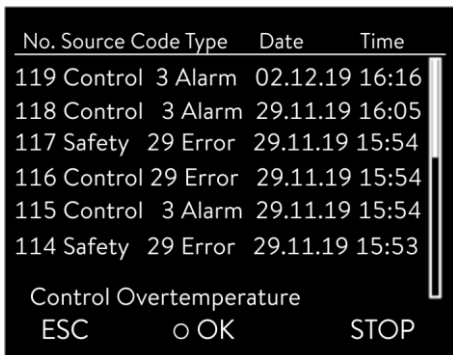 No. Source Code Type Date Time
119 Control 3 Alarm 02.12.19 16:16
118 Control 3 Alarm 29.11.19 16:05
117 Safety 29 Error 29.11.19 15:54
116 Control 29 Error 29.11.19 15:54
115 Control 3 Alarm 29.11.19 15:54
114 Safety 29 Error 29.11.19 15:53
Control Overtemperature
ESC O OK STOP